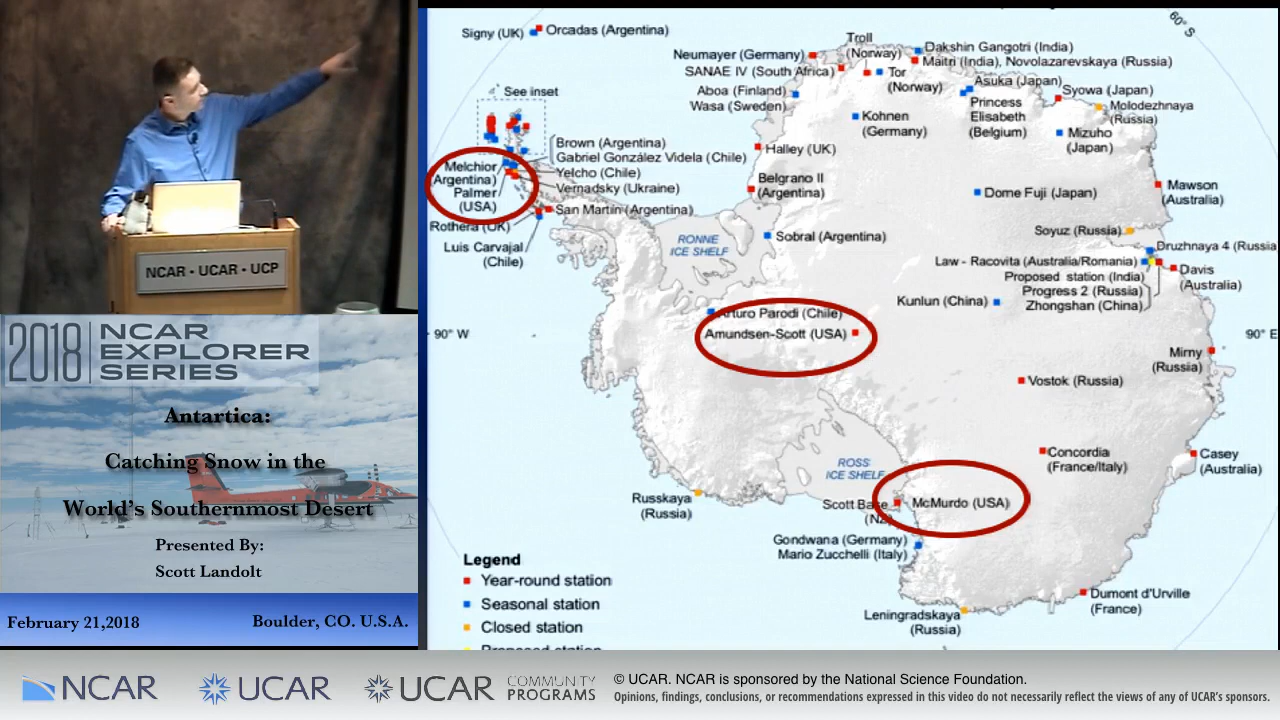 NCAR • UCAR • UCP
2018 NCAR
EXPLORER
SERIES
Antartica:
Catching Snow in the
World's Southernmost Desert
Presented By:
Scott Landolt
February 21,2018
Boulder, CO. U.S.A.
60° S
Signy (UK)
Orcadas (Argentina)
See inset
Neumayer (Germany)
SANAE IV (South Africa)
Aboa (Finland)
Wasa (Sweden)
Troll
(Norway)
Tor
(Norway)
Dakshin Gangotri (India)
Maitri (India), Novolazarevskaya (Russia)
Asuka (Japan)
Princess
Elisabeth
(Belgium)
Syowa (Japan)
Molodezhnaya
(Russia)
Mizuho
(Japan)
Kohnen
(Germany)
Halley (UK)
Belgrano II
(Argentina)
Brown (Argentina)
Gabriel González Videla (Chile)
Yelcho (Chile)
Vernadsky (Ukraine)
San Martín (Argentina)
Melchior
Argentina)
Palmer
(USA)
Rothera (UK)
Luis Carvajal
(Chile)
RONNE
ICE SHELF
Sobral (Argentina)
Dome Fuji (Japan)
Mawson
(Australia)
Soyuz (Russia)
Druzhnaya 4 (Russia
Law - Racovita (Australia/Romania)
Proposed station (India)
Progress 2 (Russia)
Zhongshan (China)
Davis
(Australia)
Kunlun (China)
Arturo Parodi (Chile)
Amundsen-Scott (USA)
90° W
90° E
Mirny
(Russia)
Vostok (Russia)
Concordia
(France/Italy)
Casey
(Australia)
ROSS
ICE SHELF
Russkaya
(Russia)
Scott Base
(NZ)
McMurdo (USA)
Gondwana (Germany)
Mario Zucchelli (Italy)
Leningradskaya
(Russia)
Dumont d'Urville
(France)
Legend
Year-round station
Seasonal station
Closed station
Proposed station
NCAR
UCAR
UCAR
COMMUNITY
PROGRAMS
© UCAR. NCAR is sponsored by the National Science Foundation.
Opinions, findings, conclusions, or recommendations expressed in this video do not necessarily reflect the views of any of UCAR's sponsors.